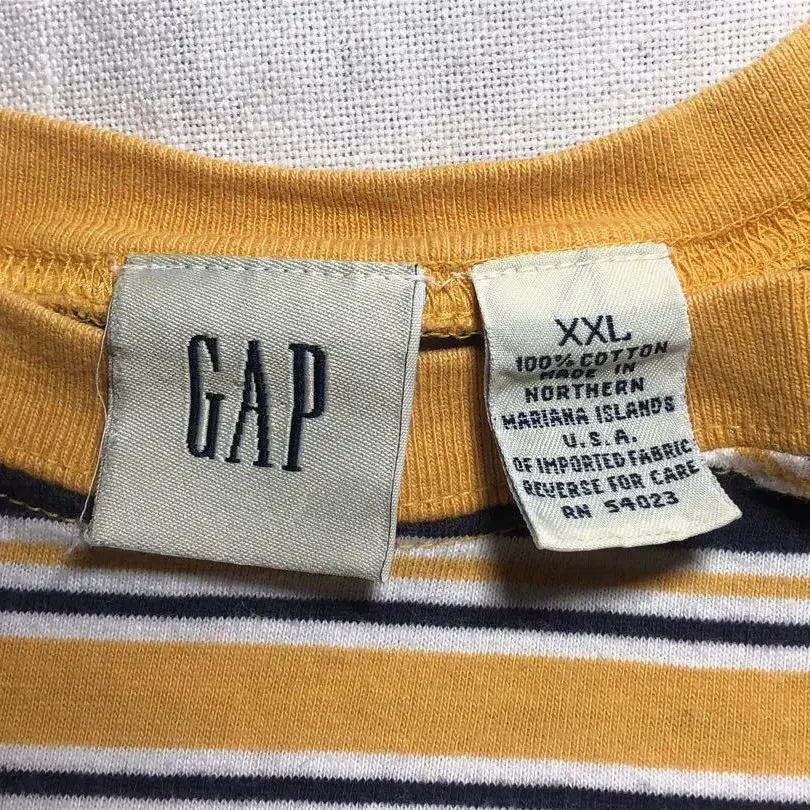 GAP
XXL
100% COTTON
MADE IN
NORTHERN
MARIANA ISLANDS
U.S.A.
OF IMPORTED FABRIC
REVERSE FOR CARE
RN 54023